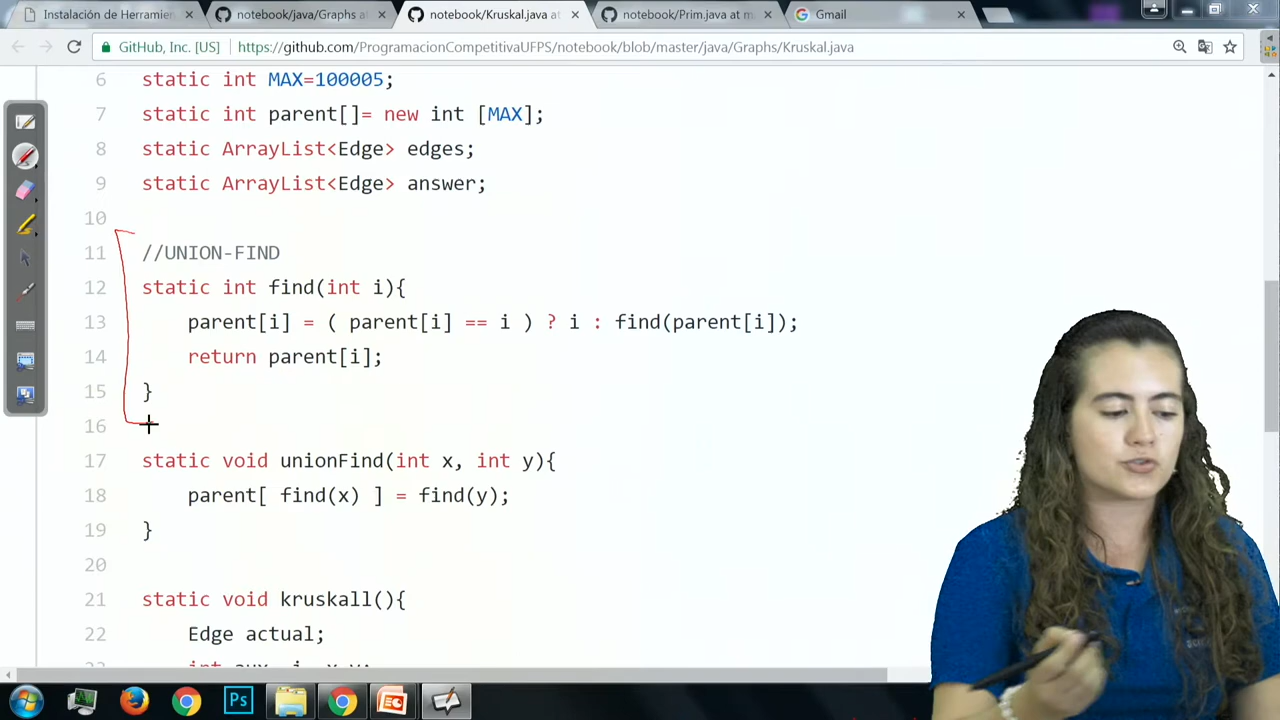 Instalación de Herramien
notebook/java/Graphs a
notebook/Kruskal.java at
notebook/Prim.java at m
Gmail
GitHub, Inc. [US]
https://github.com/ProgramacionCompetitivaUFPS/notebook/blob/master/java/Graphs/Kruskal.java
6 static int MAX=100005;
7 static int parent[]= new int [MAX];
8 static ArrayList<Edge> edges;
9 static ArrayList<Edge> answer;
10
11 //UNION-FIND
12 static int find(int i){
13 parent[i] = ( parent[i] == i ) ? i : find(parent[i]);
14 return parent[i];
15 }
16
17 static void unionFind(int x, int y){
18 parent[ find(x) ] = find(y);
19 }
20
21 static void kruskall(){
22 Edge actual;
Ps